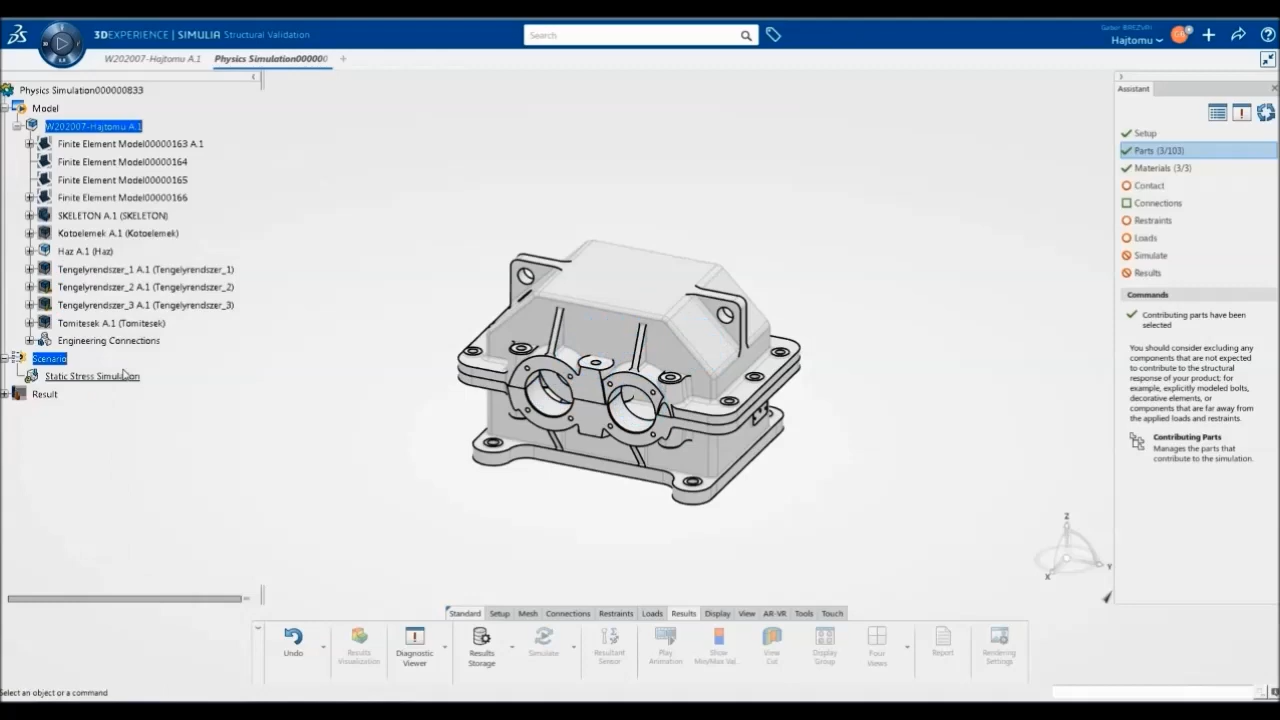 3DEXPERIENCE | SIMULIA Structural Validation
Search
Hajtomu
W202007-Hajtomu A.1
Physics Simulation000000
Physics Simulation000000833
Model
W202007-Hajtomu A.1
Finite Element Model00000163 A.1
Finite Element Model00000164
Finite Element Model00000165
Finite Element Model00000166
SKELETON A.1 (SKELETON)
Kotoelemek A.1 (Kotoelemek)
Haz A.1 (Haz)
Tengelyrendszer_1 A.1 (Tengelyrendszer_1)
Tengelyrendszer_2 A.1 (Tengelyrendszer_2)
Tengelyrendszer_3 A.1 (Tengelyrendszer_3)
Tomitesek A.1 (Tomitesek)
Engineering Connections
Scenario
Static Stress Simulation
Result
Assistant
Setup
Parts (3/103)
Materials (3/3)
Contact
Connections
Restraints
Loads
Simulate
Results
Commands
Contributing parts have been
selected
You should consider excluding any
components that are not expected
to contribute to the structural
response of your product; for
example, explicitly modeled bolts,
decorative elements, or
components that are far away from
the applied loads and restraints.
Contributing Parts
Manages the parts that
contribute to the simulation.
Z
X
Y
Standard Setup Mesh Connections Restraints Loads Results Display View AR-VR Tools Touch
Undo
Results
Visualization
Diagnostic
Viewer
Results
Storage
Simulate
Resultant
Sensor
Play
Animation
Show
Min/Max Val...
View
Cut
Display
Group
Four
Views
Report
Rendering
Settings
Select an object or a command